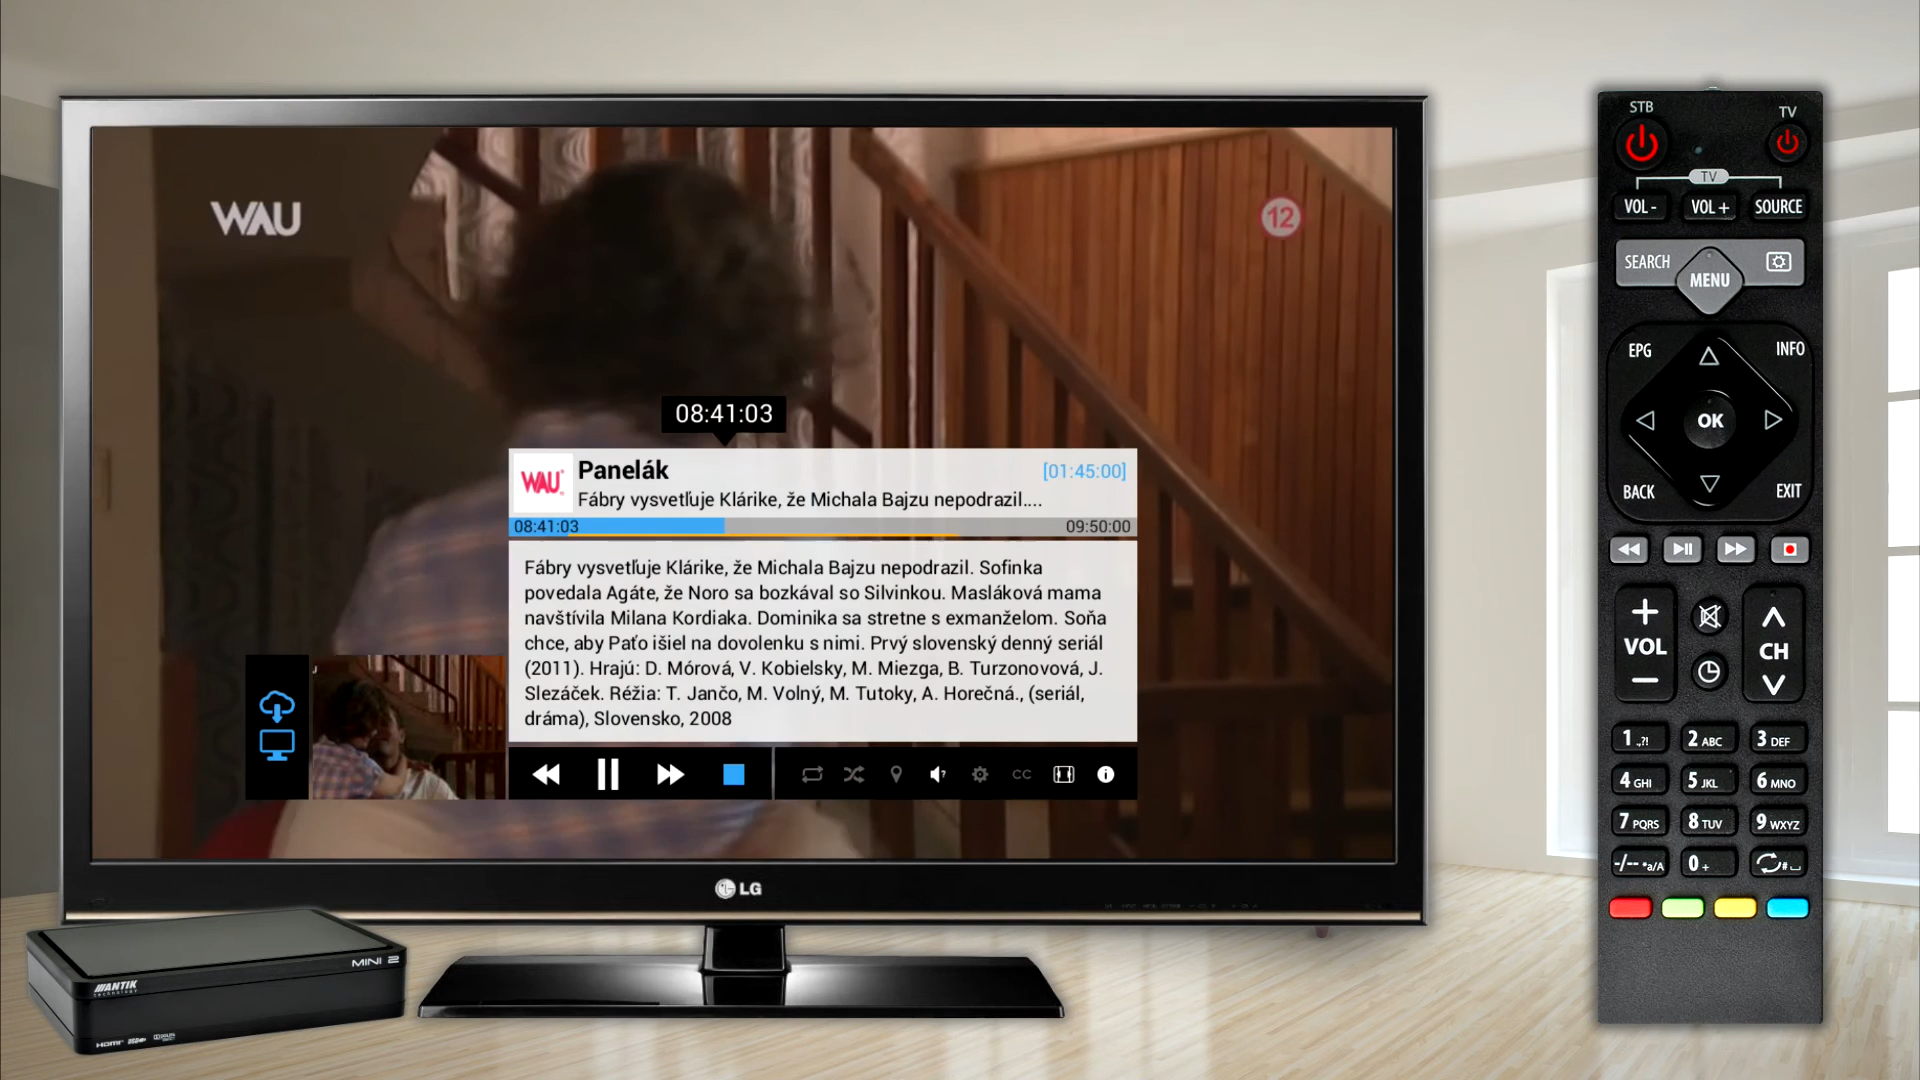 WAU
12
08:41:03
WAU
Panelák
[01:45:00]
Fábry vysvetľuje Klárike, že Michala Bajzu nepodrazil....
08:41:03
09:50:00
Fábry vysvetľuje Klárike, že Michala Bajzu nepodrazil. Sofinka
povedala Agáte, že Noro sa bozkával so Silvinkou. Masláková mama
navštívila Milana Kordiaka. Dominika sa stretne s exmanželom. Soňa
chce, aby Paťo išiel na dovolenku s nimi. Prvý slovenský denný seriál
(2011). Hrajú: D. Mórová, V. Kobielsky, M. Miezga, B. Turzonovová, J.
Slezáček. Réžia: T. Jančo, M. Volný, M. Tutoky, A. Horečná., (seriál,
dráma), Slovensko, 2008
CC
LG
MINI 2
ANTIK
technology
HDMI
STB
TV
TV
VOL -
VOL +
SOURCE
SEARCH
MENU
EPG
INFO
OK
BACK
EXIT
+
VOL
−
CH
1 .,?!
2 ABC
3 DEF
4 GHI
5 JKL
6 MNO
7 PQRS
8 TUV
9 WXYZ
-/-- *a/A
0 +
#